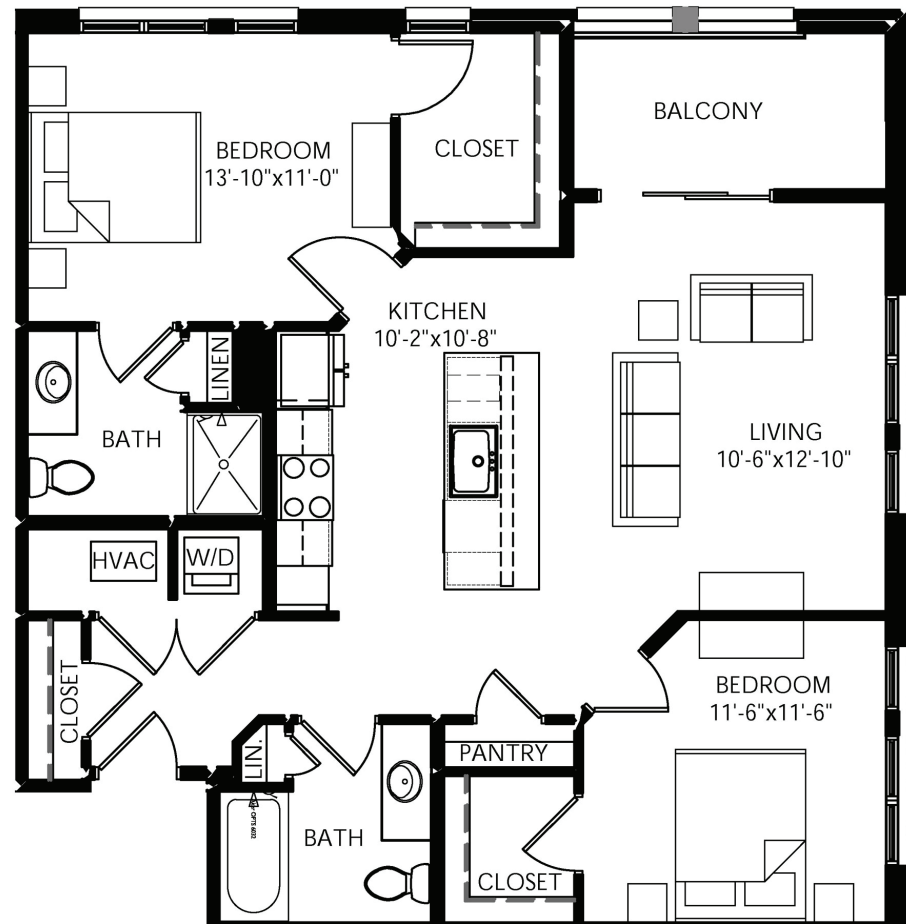 BALCONY
BEDROOM
13'-10"x11'-0"
CLOSET
KITCHEN
10'-2"x10'-8"
LINEN
BATH
LIVING
10'-6"x12'-10"
HVAC
W/D
CLOSET
BEDROOM
11'-6"x11'-6"
PANTRY
LIN.
BATH
CLOSET